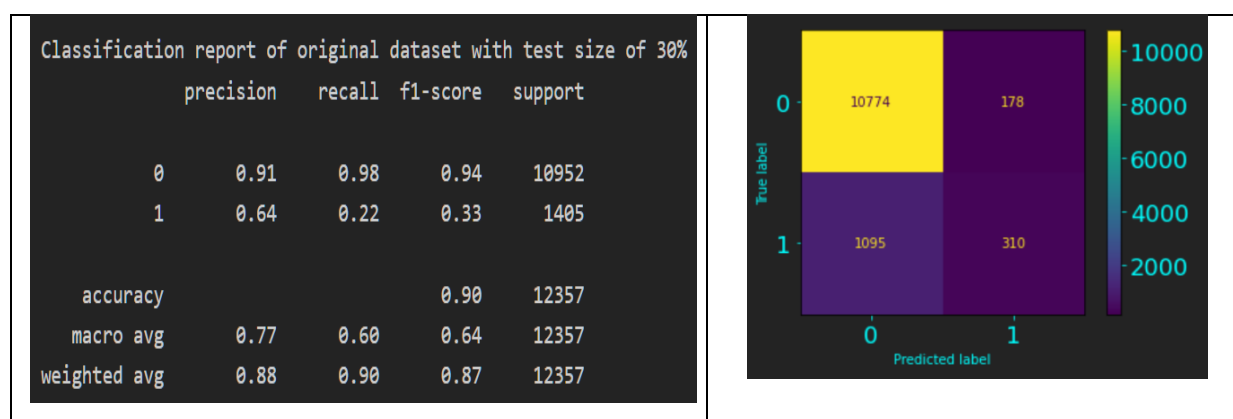 Classification report of original dataset with test size of 30%
precision recall f1-score support
0 0.91 0.98 0.94 10952
1 0.64 0.22 0.33 1405
accuracy 0.90 12357
macro avg 0.77 0.60 0.64 12357
weighted avg 0.88 0.90 0.87 12357
True label
0
10774 178
1
1095 310
0 1
Predicted label
10000
8000
6000
4000
2000